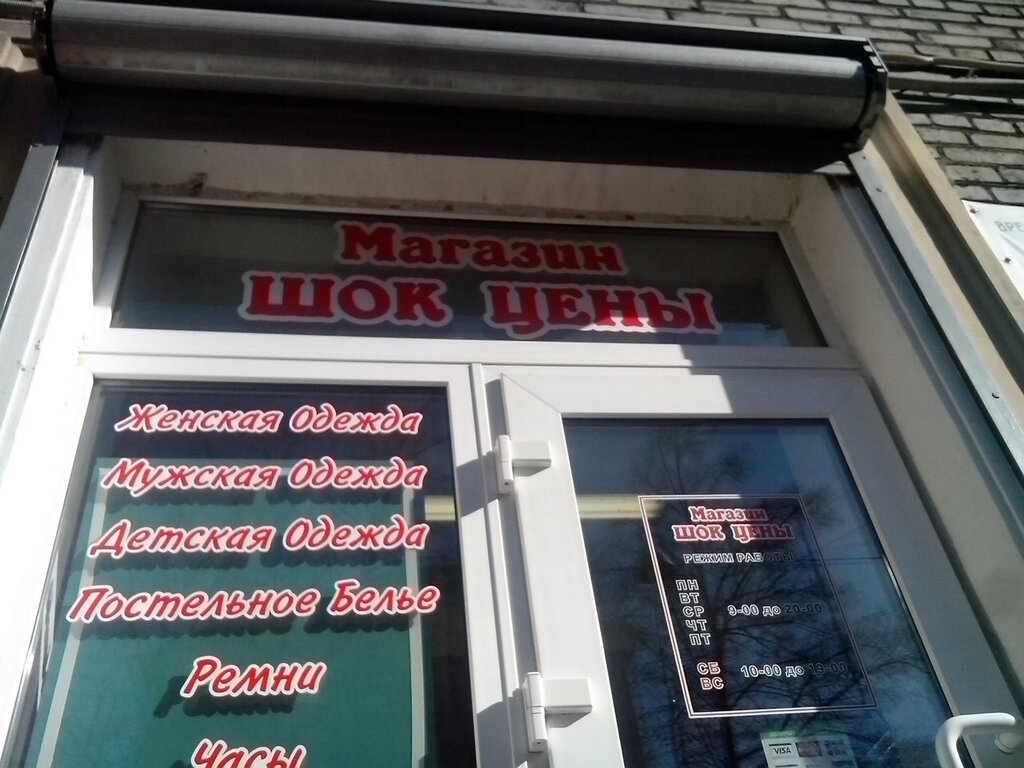 Магазин
ШОК ЦЕНЫ
Женская Одежда
Мужская Одежда
Детская Одежда
Постельное Белье
Ремни
Часы
Магазин
ШОК ЦЕНЫ
РЕЖИМ РАБОТЫ
ПН
ВТ
СР 9-00 до 20-00
ЧТ
ПТ
СБ 10-00 до 19-00
ВС
VISA